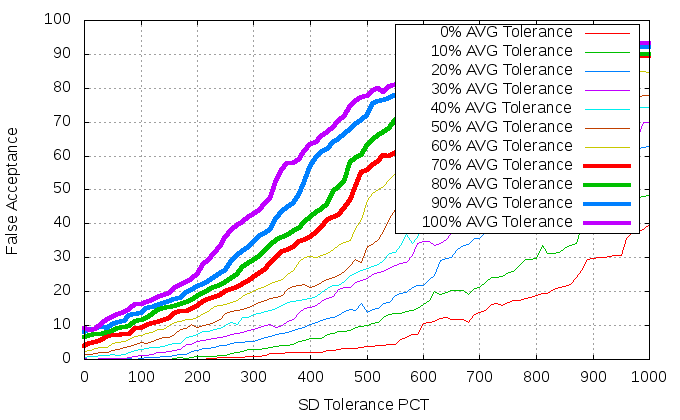 100
90
80
70
60
50
40
30
20
10
0
0 100 200 300 400 500 600 700 800 900 1000
False Acceptance
SD Tolerance PCT
0% AVG Tolerance
10% AVG Tolerance
20% AVG Tolerance
30% AVG Tolerance
40% AVG Tolerance
50% AVG Tolerance
60% AVG Tolerance
70% AVG Tolerance
80% AVG Tolerance
90% AVG Tolerance
100% AVG Tolerance